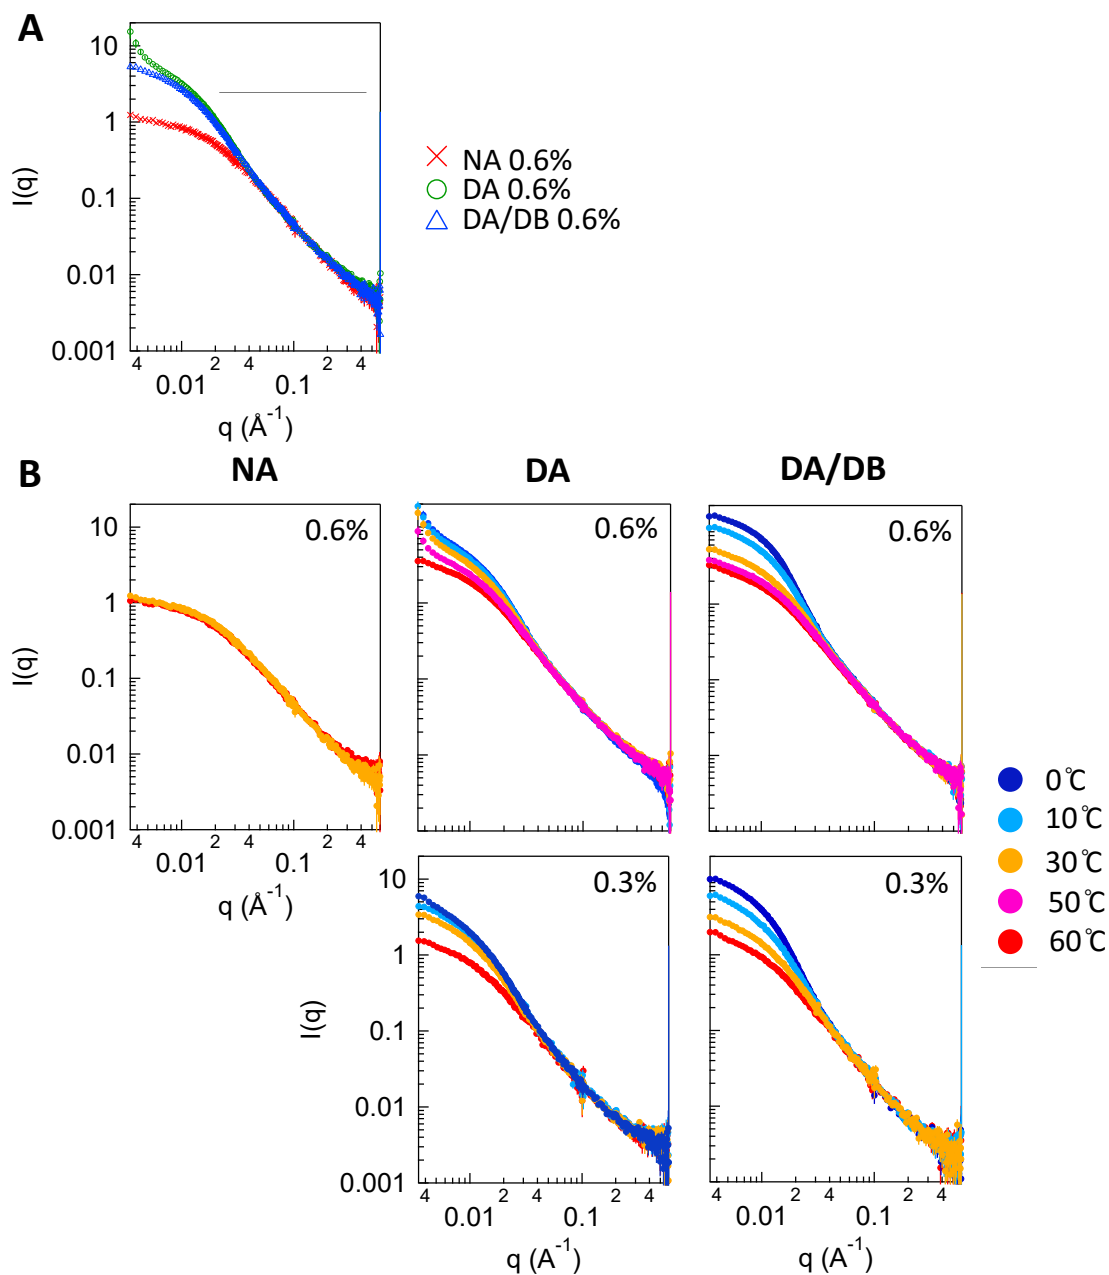 A
10
1
0.1
0.01
0.001
I(q)
4 2 4 2 4
0.01 0.1
q (Å-1)
NA 0.6%
DA 0.6%
DA/DB 0.6%
B
NA DA DA/DB
0.6% 0.6% 0.6%
10
1
0.1
0.01
0.001
I(q)
4 2 4 2 4
0.01 0.1
q (Å-1)
0.3% 0.3%
10
1
0.1
0.01
0.001
I(q)
4 2 4 2 4
0.01 0.1
q (A-1)
4 2 4 2 4
0.01 0.1
q (A-1)
0℃
10℃
30℃
50℃
60℃